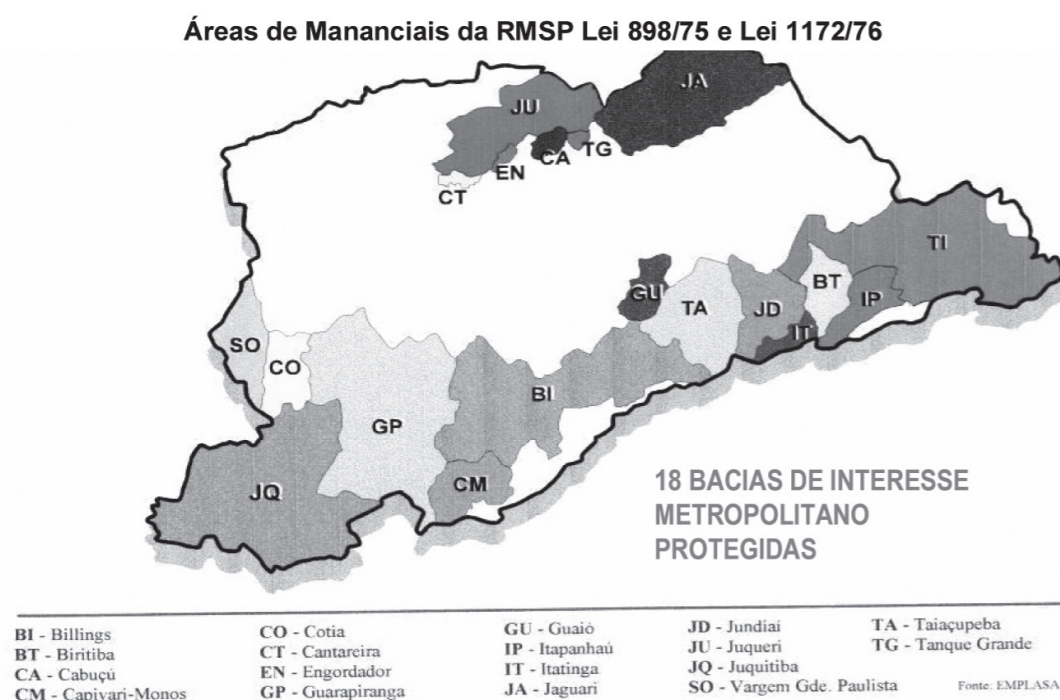 Áreas de Mananciais da RMSP Lei 898/75 e Lei 1172/76
JA
JU
TG
CA
EN
CT
TI
BT
GU
IP
TA
JD
IT
SO
CO
BI
GP
CM
JQ
18 BACIAS DE INTERESSE
METROPOLITANO
PROTEGIDAS
BI - Billings
BT - Biritiba
CA - Cabuçú
CM - Capivari-Monos
CO - Cotia
CT - Cantareira
EN - Engordador
GP - Guarapiranga
GU - Guaió
IP - Itapanhaú
IT - Itatinga
JA - Jaguari
JD - Jundiaí
JU - Juqueri
JQ - Juquitiba
SO - Vargem Gde. Paulista
TA - Taiaçupeba
TG - Tanque Grande
Fonte: EMPLASA